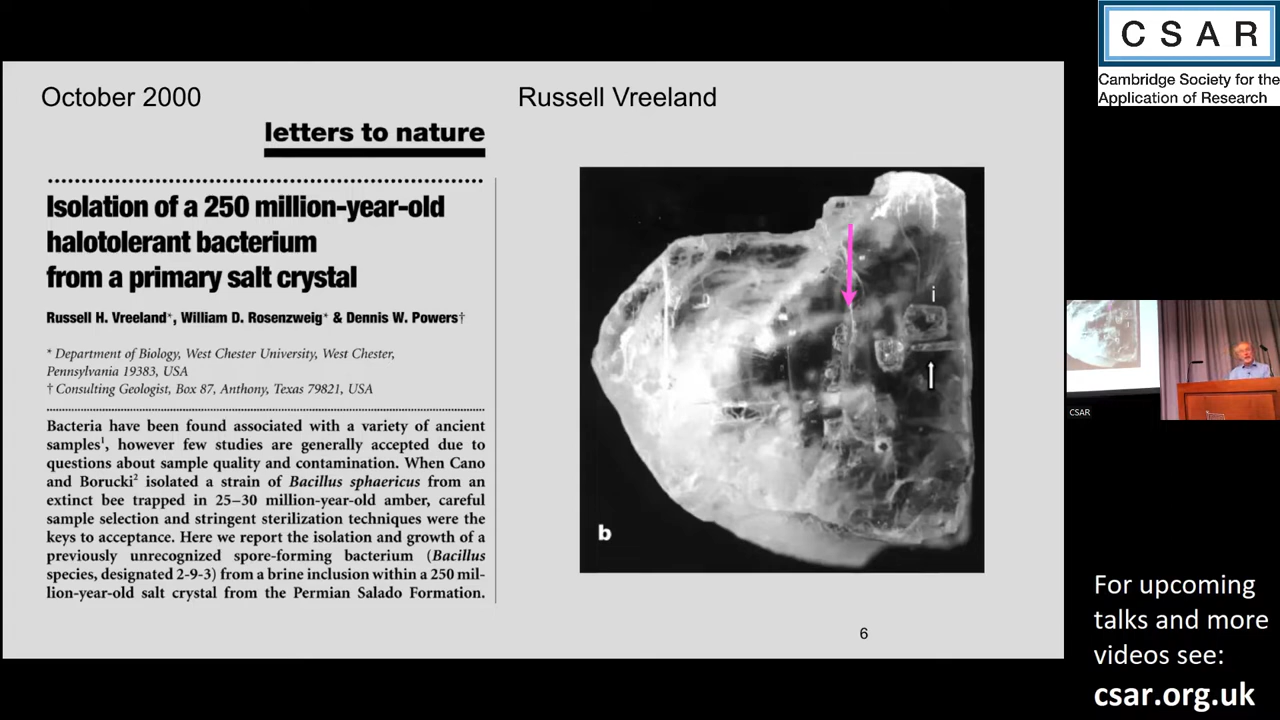 October 2000
Russell Vreeland
letters to nature
Isolation of a 250 million-year-old
halotolerant bacterium
from a primary salt crystal
Russell H. Vreeland*, William D. Rosenzweig* & Dennis W. Powers†
* Department of Biology, West Chester University, West Chester,
Pennsylvania 19383, USA
† Consulting Geologist, Box 87, Anthony, Texas 79821, USA
Bacteria have been found associated with a variety of ancient
samples1, however few studies are generally accepted due to
questions about sample quality and contamination. When Cano
and Borucki2 isolated a strain of Bacillus sphaericus from an
extinct bee trapped in 25–30 million-year-old amber, careful
sample selection and stringent sterilization techniques were the
keys to acceptance. Here we report the isolation and growth of a
previously unrecognized spore-forming bacterium (Bacillus
species, designated 2-9-3) from a brine inclusion within a 250 mil-
lion-year-old salt crystal from the Permian Salado Formation.
i
b
6
CSAR
Cambridge Society for the
Application of Research
CSAR
For upcoming
talks and more
videos see:
csar.org.uk